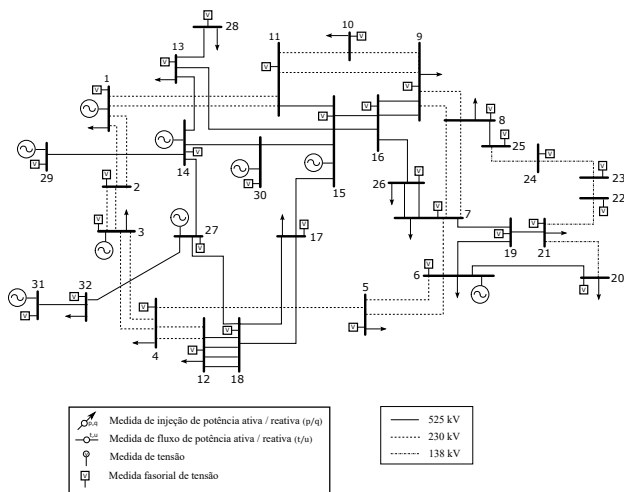 28
13
11
10
9
1
8
25
24
23
22
14
29
30
15
16
26
2
3
7
27
17
19
21
31
32
5
6
20
4
12
18
V
p,q
Medida de injeção de potência ativa / reativa (p/q)
t,u
Medida de fluxo de potência ativa / reativa (t/u)
Medida de tensão
V
Medida fasorial de tensão
525 kV
230 kV
138 kV